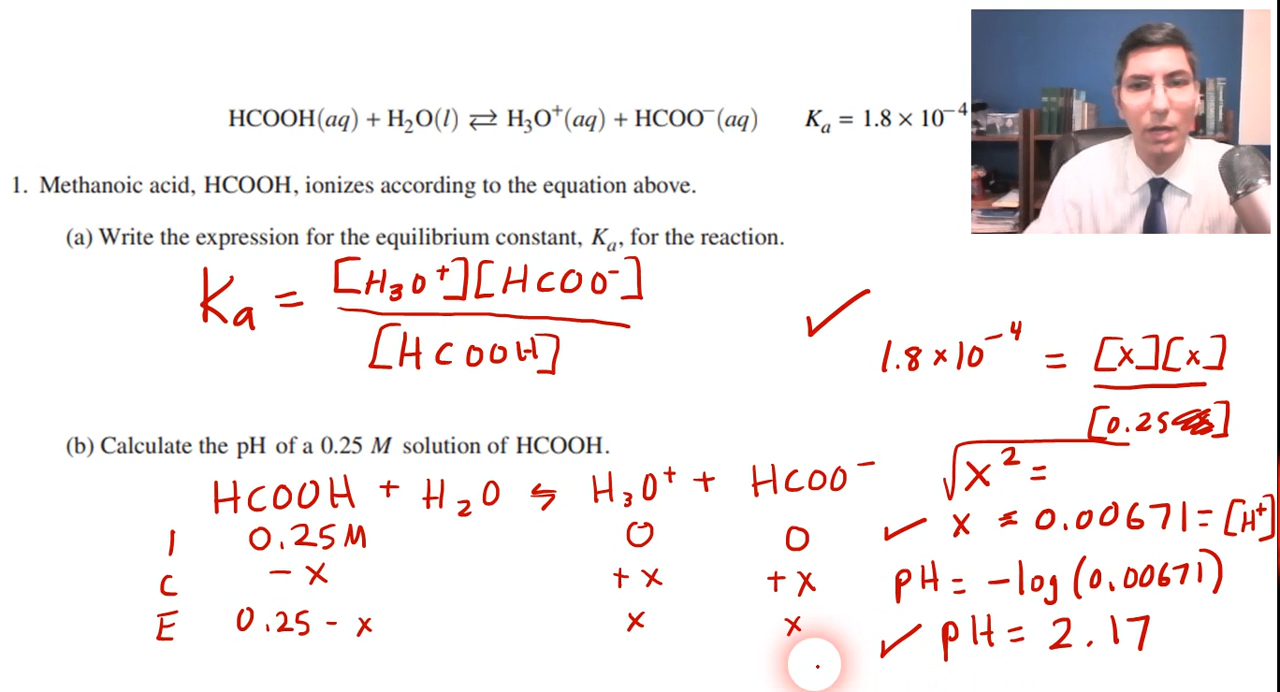 HCOOH(aq) + H₂O(l) ⇄ H₃O⁺(aq) + HCOO⁻(aq) Kₐ = 1.8 × 10⁻⁴
1. Methanoic acid, HCOOH, ionizes according to the equation above.
(a) Write the expression for the equilibrium constant, Kₐ, for the reaction.
Kₐ = [H₃O⁺][HCOO⁻] / [HCOOH]
✓
1.8 × 10⁻⁴ = [x][x] / [0.25]
(b) Calculate the pH of a 0.25 M solution of HCOOH.
HCOOH + H₂O ⇆ H₃O⁺ + HCOO⁻
I 0.25M 0 0
C - x + x + x
E 0.25 - x x x
√x² =
✓ x = 0.00671 = [H⁺]
pH = -log(0.00671)
✓ pH = 2.17